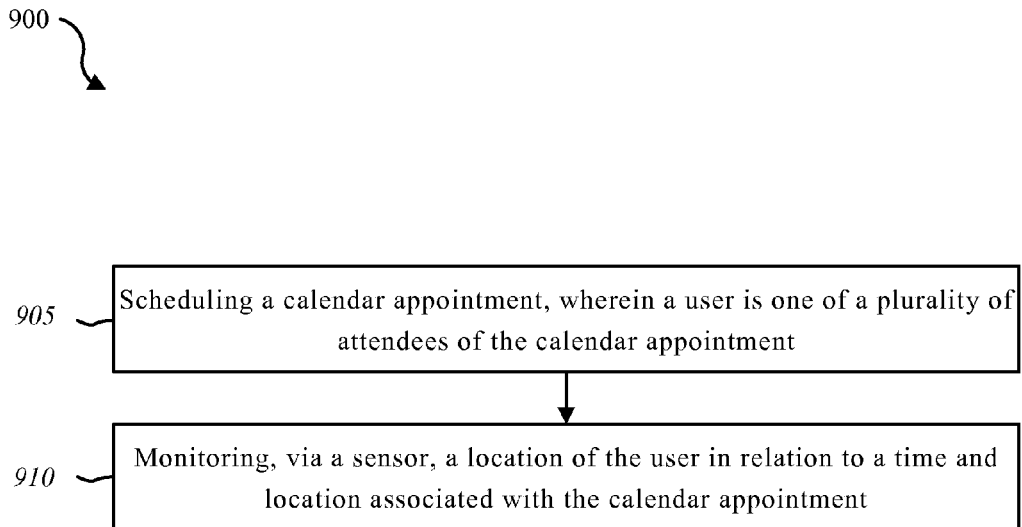 900
905
Scheduling a calendar appointment, wherein a user is one of a plurality of
attendees of the calendar appointment
910
Monitoring, via a sensor, a location of the user in relation to a time and
location associated with the calendar appointment